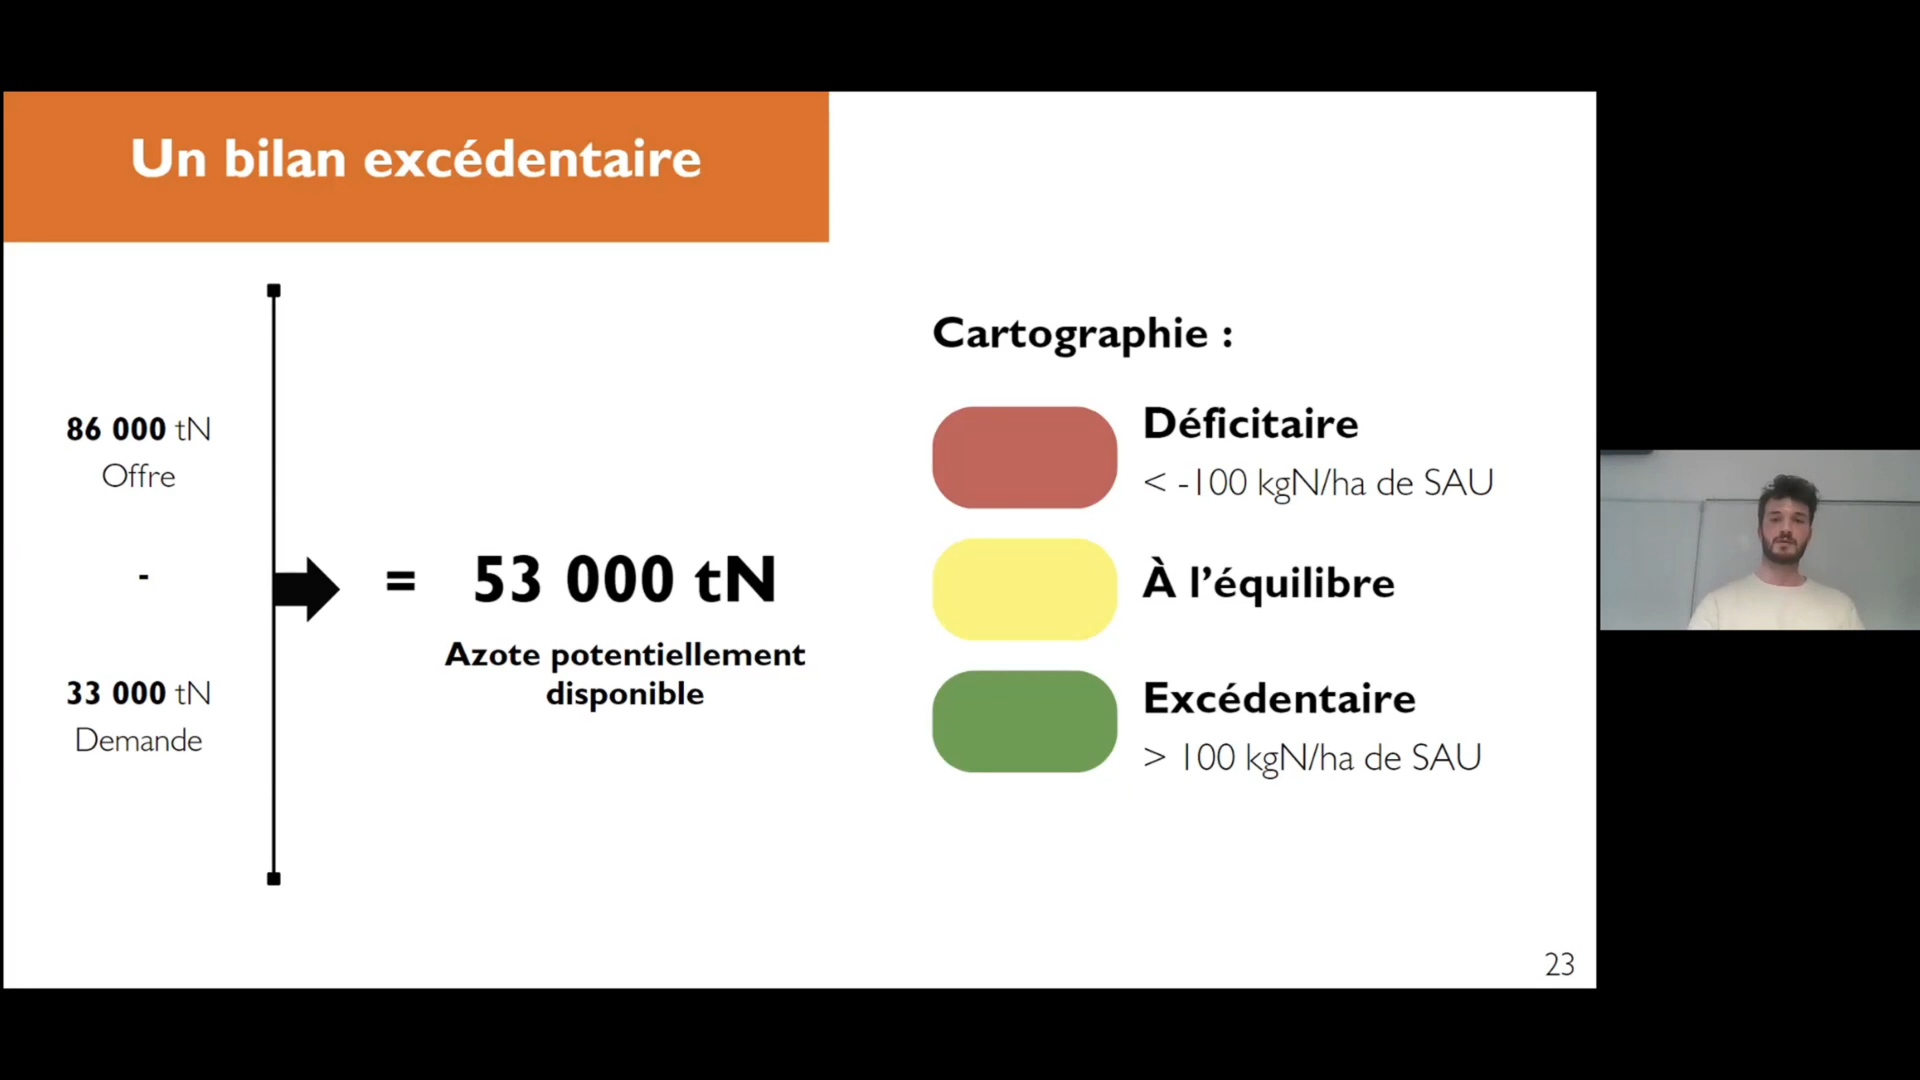 Un bilan excédentaire
86 000 tN
Offre
-
33 000 tN
Demande
= 53 000 tN
Azote potentiellement
disponible
Cartographie :
Déficitaire
< -100 kgN/ha de SAU
À l’équilibre
Excédentaire
> 100 kgN/ha de SAU
23